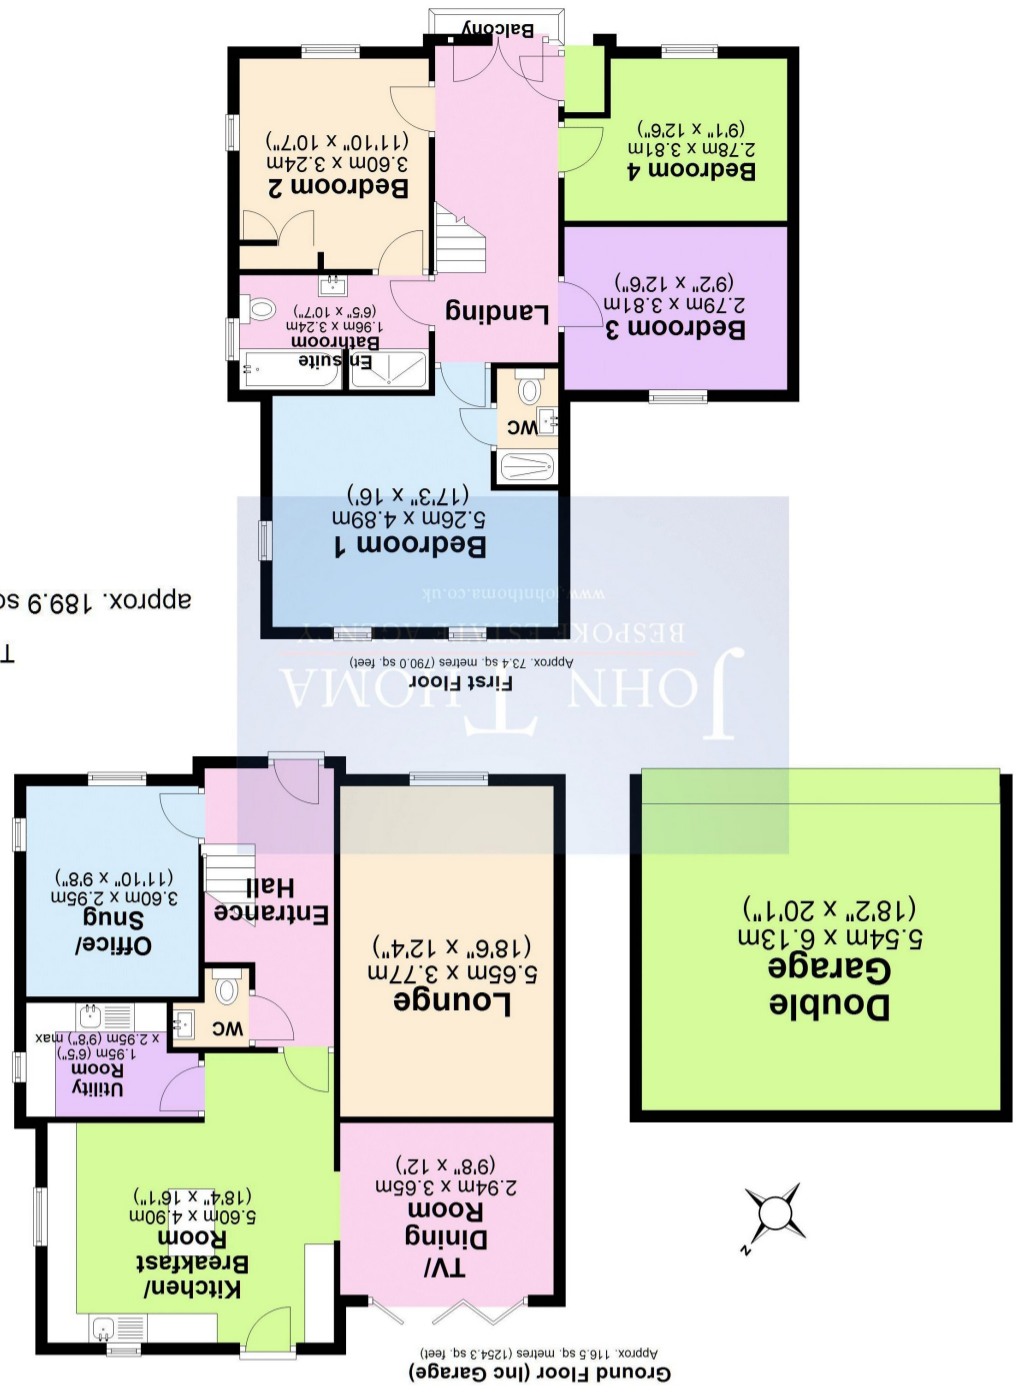 Ground Floor (Inc Garage)
Approx. 116.5 sq. metres (1254.3 sq. feet)
Kitchen/
Breakfast
Room
5.60m x 4.90m
(18'4" x 16'1")
TV/
Dining
Room
2.94m x 3.65m
(9'8" x 12')
N
Utility
Room
1.95m (6'5")
x 2.95m (9'8") max
WC
Double
Garage
5.54m x 6.13m
(18'2" x 20'1")
Lounge
5.65m x 3.77m
(18'6" x 12'4")
Entrance
Hall
Office/
Snug
3.60m x 2.95m
(11'10" x 9'8")
JOHN THOMA
BESPOKE ESTATE AGENCY
www.johnthoma.co.uk
First Floor
Approx. 73.4 sq. metres (790.0 sq. feet)
T
approx. 189.9 sq
Bedroom 1
5.26m x 4.89m
(17'3" x 16')
WC
En-suite
Bathroom
1.96m x 3.24m
(6'5" x 10'7")
Landing
Bedroom 3
2.79m x 3.81m
(9'2" x 12'6")
Bedroom 2
3.60m x 3.24m
(11'10" x 10'7")
Bedroom 4
2.78m x 3.81m
(9'1" x 12'6")
Balcony